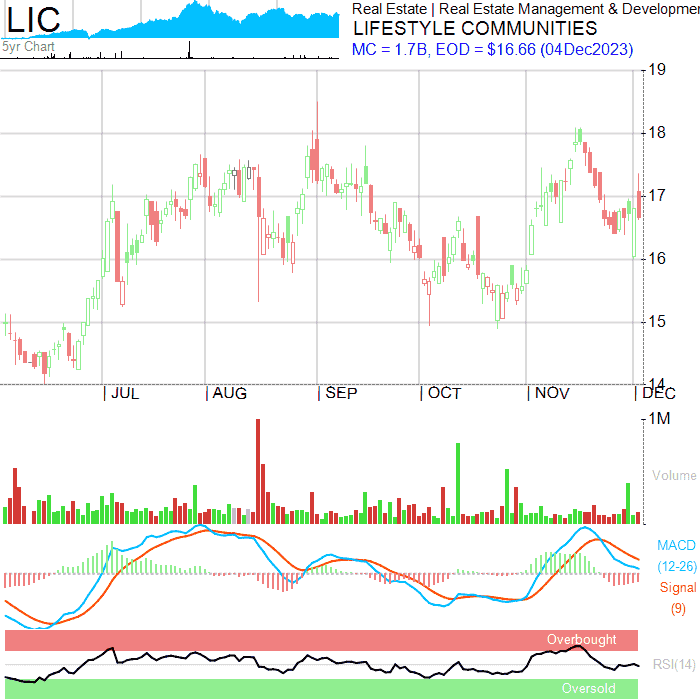 LIC
5yr Chart
Real Estate | Real Estate Management & Developmen
LIFESTYLE COMMUNITIES
MC = 1.7B, EOD = $16.66 (04Dec2023)
19
18
17
16
15
14
JUL
AUG
SEP
OCT
NOV
DEC
1M
Volume
MACD
(12-26)
Signal
(9)
Overbought
RSI(14)
Oversold